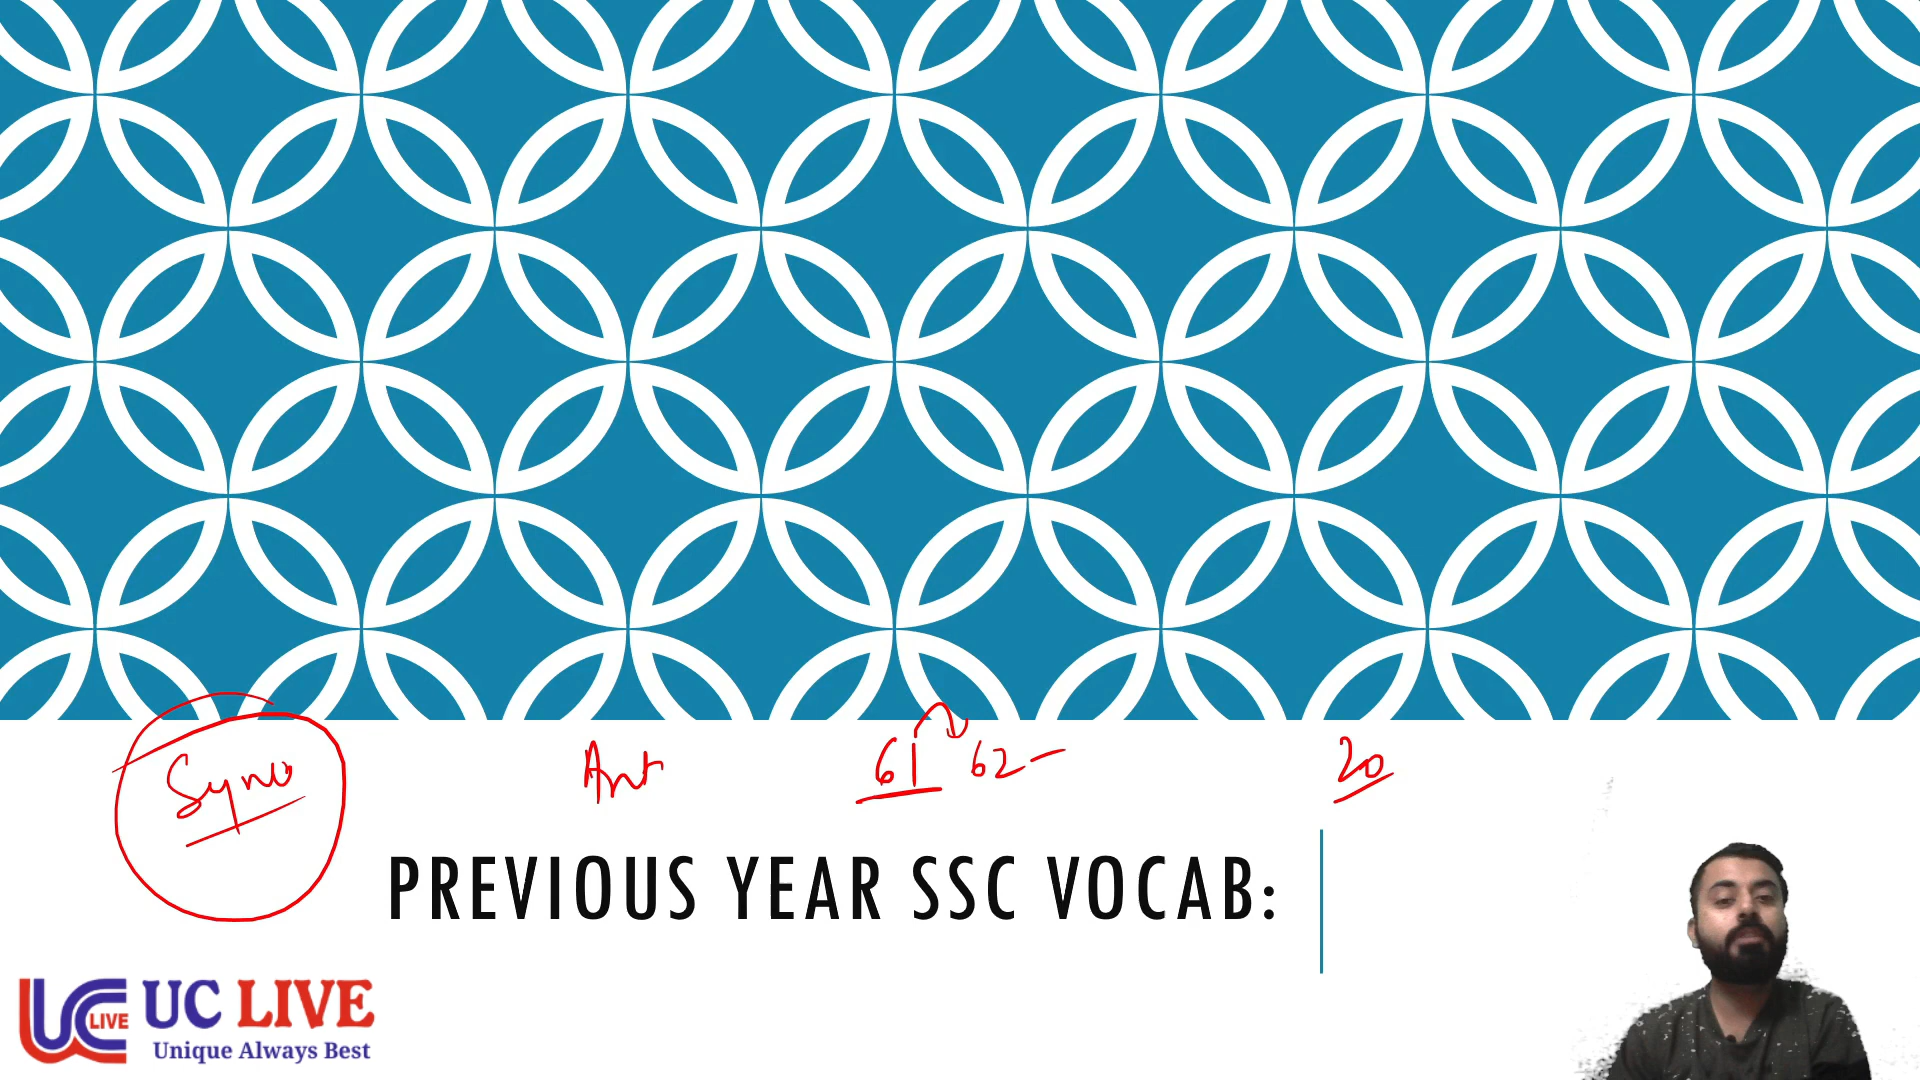 Syno Ant 61 62 20
PREVIOUS YEAR SSC VOCAB:
LIVE
UC LIVE
Unique Always Best